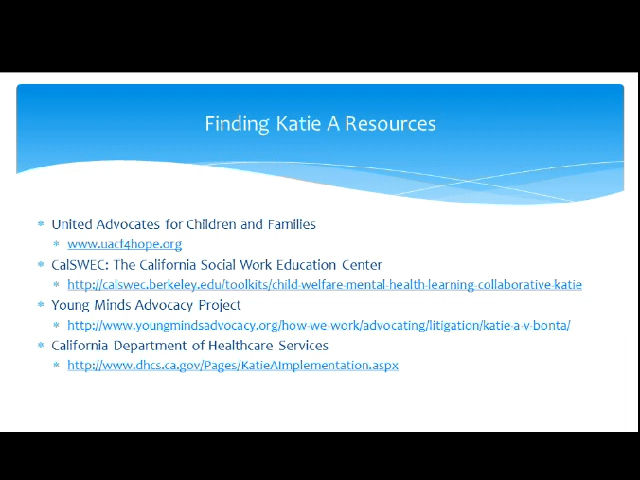 Finding Katie A Resources
United Advocates for Children and Families
www.uacf4hope.org
CalSWEC: The California Social Work Education Center
http://calswec.berkeley.edu/toolkits/child-welfare-mental-health-learning-collaborative-katie
Young Minds Advocacy Project
http://www.youngmindsadvocacy.org/how-we-work/advocating/litigation/katie-a-v-bonta/
California Department of Healthcare Services
http://www.dhcs.ca.gov/Pages/KatieAImplementation.aspx